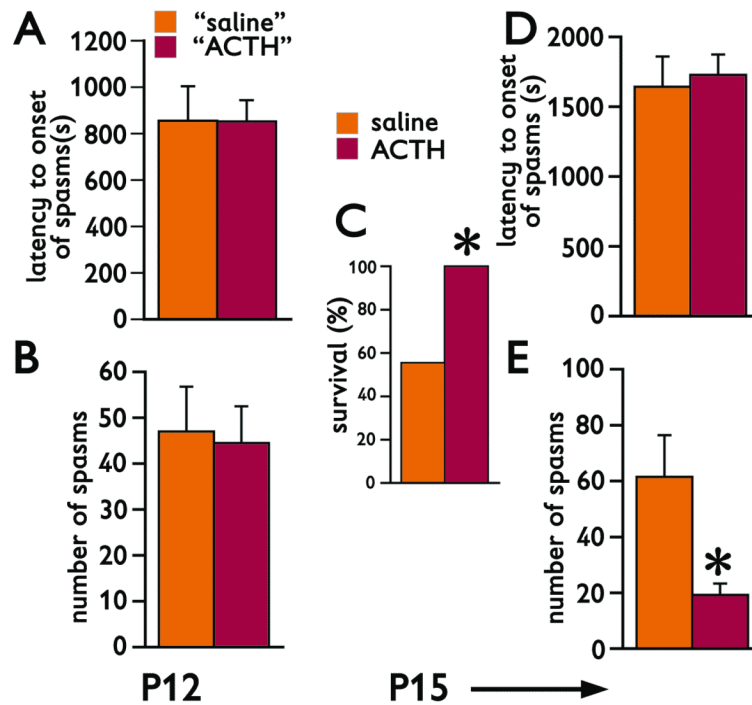 A
"saline"
"ACTH"
latency to onset
of spasms(s)
1200
1000
800
600
400
200
0
B
number of spasms
60
50
40
30
20
10
0
P12
saline
ACTH
C
*
survival (%)
100
80
60
40
20
0
P15
D
latency to onset
of spasms (s)
2000
1500
1000
500
0
E
number of spasms
100
80
60
40
20
0
*